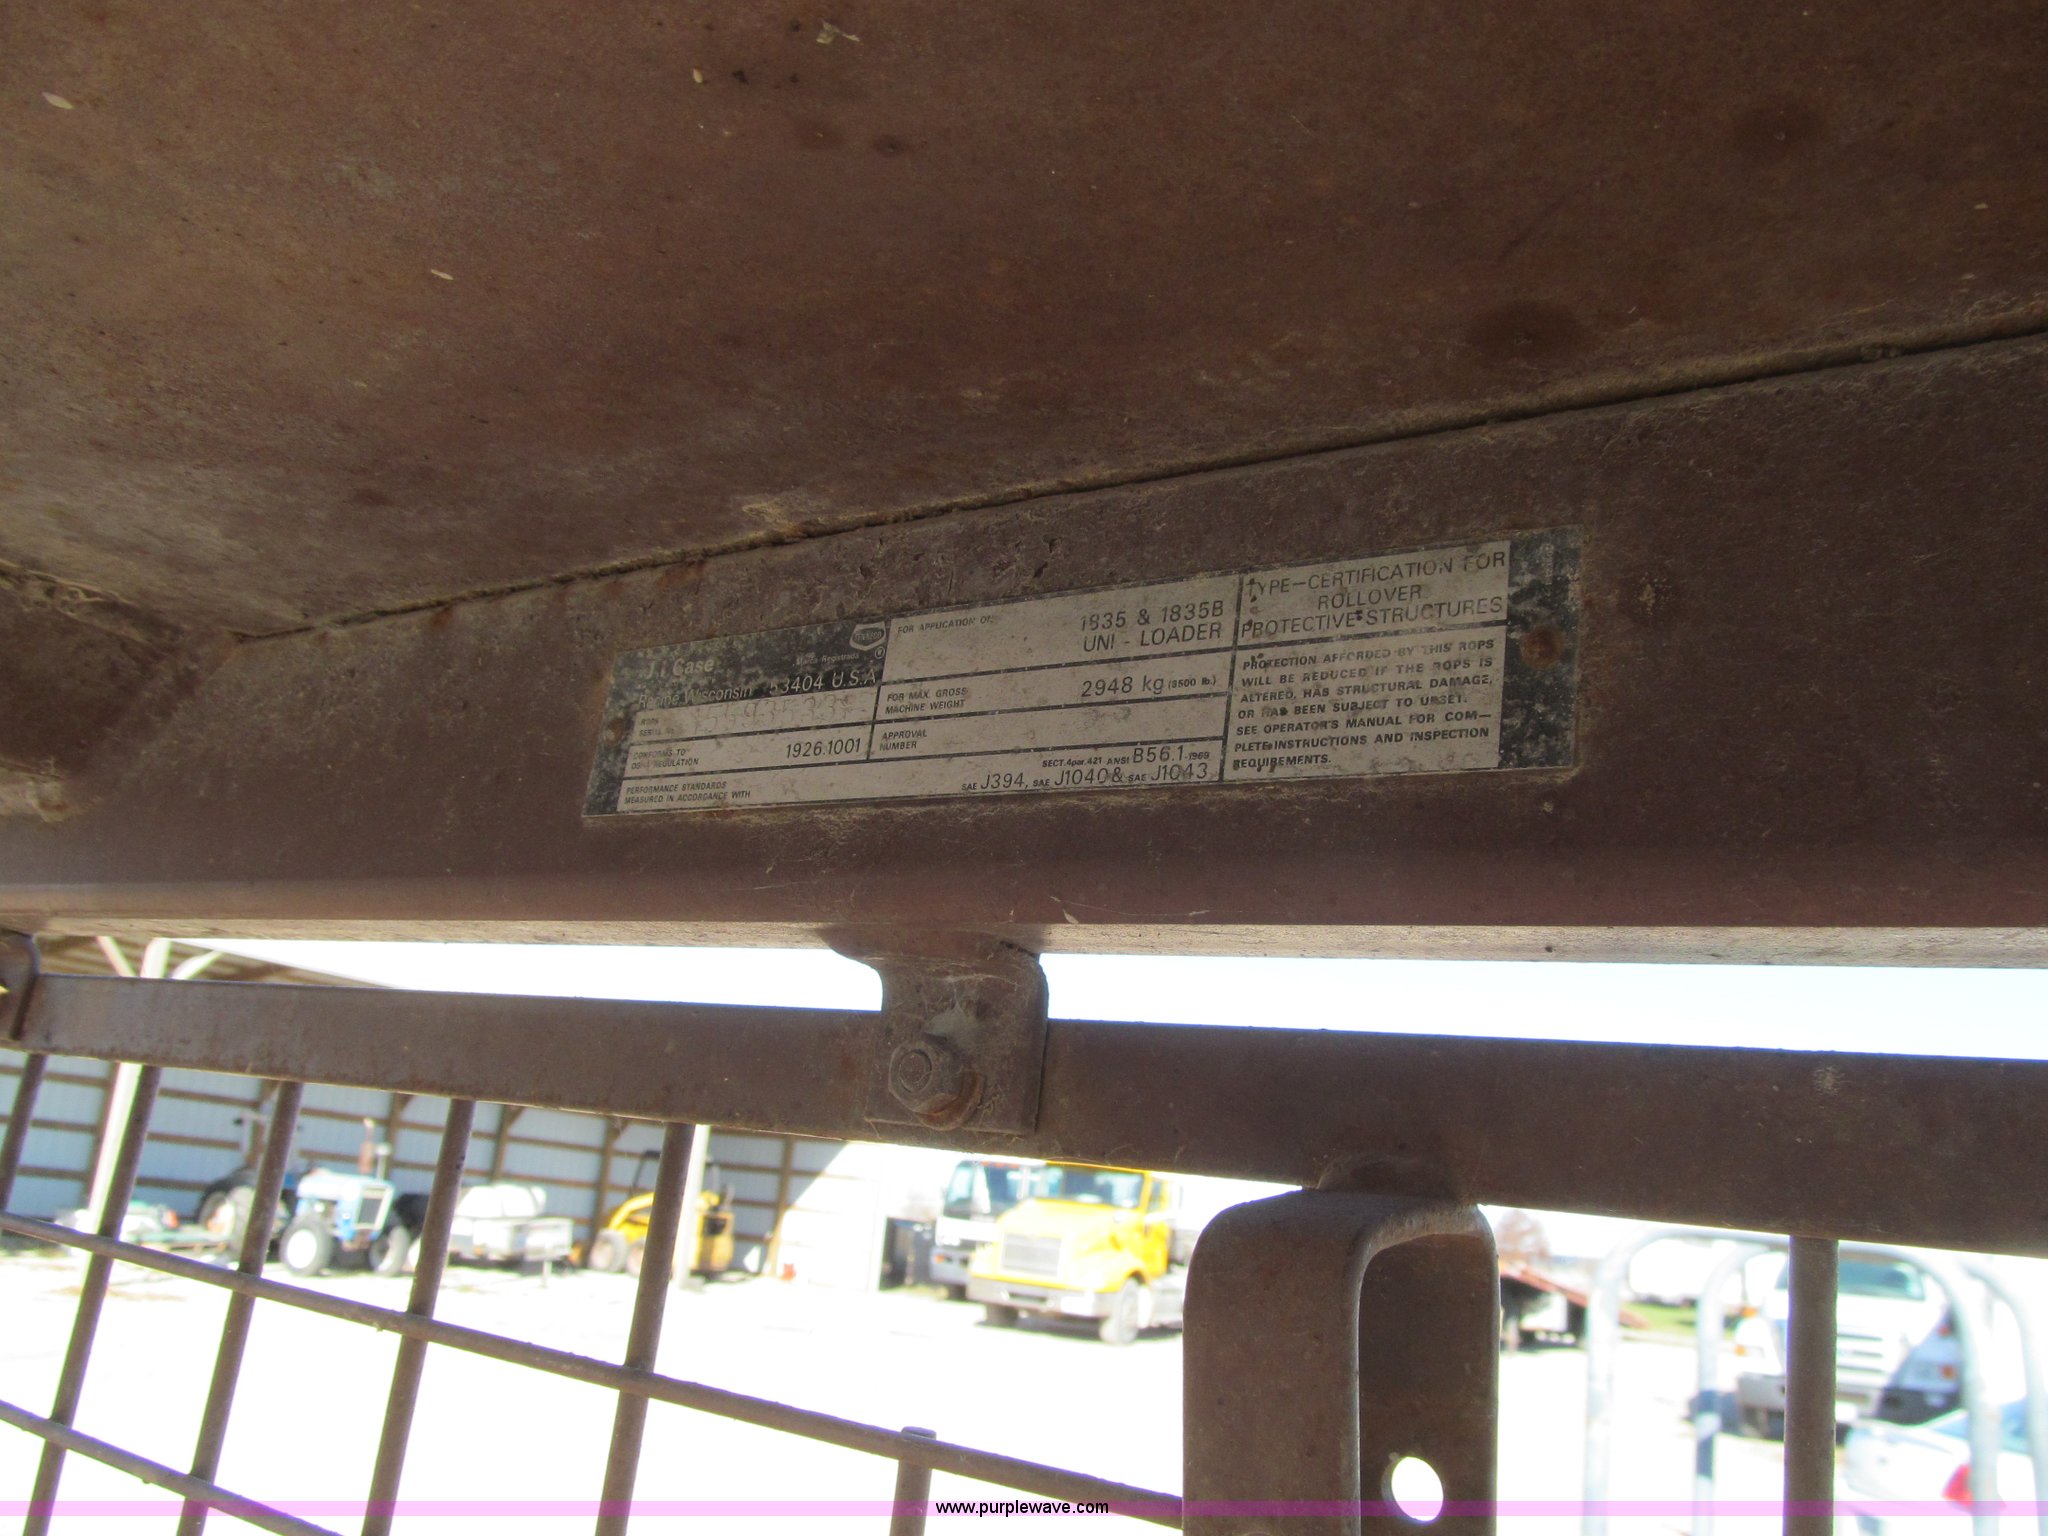 J I Case
TENNECO
Marca Registrada
®
Racine Wisconsin 53404 U.S.A.
ROPS
SERIAL No.
CONFORMS TO
OSHA REGULATION
1926.1001
PERFORMANCE STANDARDS
MEASURED IN ACCORDANCE WITH
SECT. 4par. 421 ANSI B56.1-1969
SAE J394, SAE J1040& SAE J1043
FOR APPLICATION OF
1835 & 1835B
UNI - LOADER
FOR MAX. GROSS
MACHINE WEIGHT
2948 kg (6500 lb.)
APPROVAL
NUMBER
TYPE-CERTIFICATION FOR
ROLLOVER
PROTECTIVE STRUCTURES
PROTECTION AFFORDED BY THIS ROPS
WILL BE REDUCED IF THE ROPS IS
ALTERED, HAS STRUCTURAL DAMAGE,
OR HAS BEEN SUBJECT TO UPSET.
SEE OPERATOR'S MANUAL FOR COM-
PLETE INSTRUCTIONS AND INSPECTION
REQUIREMENTS.
www.purplewave.com